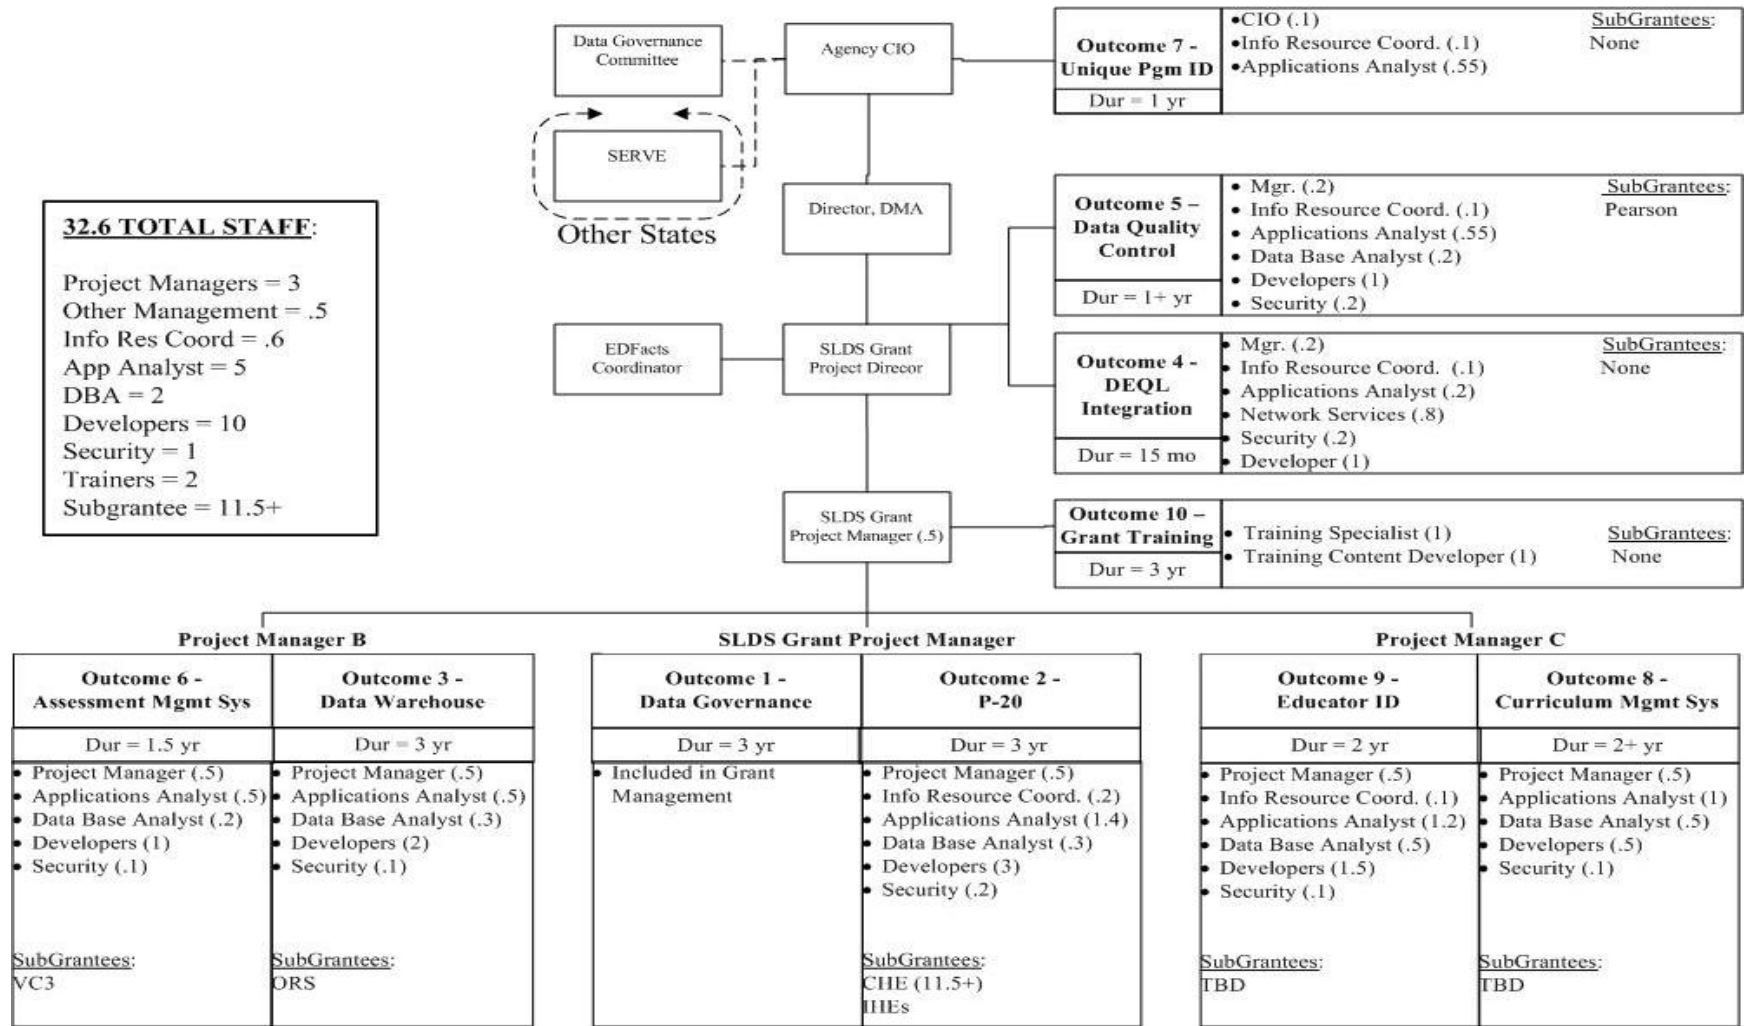 Data Governance
Committee
Agency CIO
Outcome 7 -
Unique Pgm ID
Dur = 1 yr
•CIO (.1)
•Info Resource Coord. (.1)
•Applications Analyst (.55)
SubGrantees:
None
SERVE
Other States
Director, DMA
32.6 TOTAL STAFF:
Project Managers = 3
Other Management = .5
Info Res Coord = .6
App Analyst = 5
DBA = 2
Developers = 10
Security = 1
Trainers = 2
Subgrantee = 11.5+
Outcome 5 –
Data Quality
Control
Dur = 1+ yr
• Mgr. (.2)
• Info Resource Coord. (.1)
• Applications Analyst (.55)
• Data Base Analyst (.2)
• Developers (1)
• Security (.2)
SubGrantees:
Pearson
EDFacts
Coordinator
SLDS Grant
Project Direcor
Outcome 4 -
DEQL
Integration
Dur = 15 mo
• Mgr. (.2)
• Info Resource Coord. (.1)
• Applications Analyst (.2)
• Network Services (.8)
• Security (.2)
• Developer (1)
SubGrantees:
None
SLDS Grant
Project Manager (.5)
Outcome 10 –
Grant Training
Dur = 3 yr
• Training Specialist (1)
• Training Content Developer (1)
SubGrantees:
None
Project Manager B
Outcome 6 -
Assessment Mgmt Sys
Dur = 1.5 yr
• Project Manager (.5)
• Applications Analyst (.5)
• Data Base Analyst (.2)
• Developers (1)
• Security (.1)
SubGrantees:
VC3
Outcome 3 -
Data Warehouse
Dur = 3 yr
• Project Manager (.5)
• Applications Analyst (.5)
• Data Base Analyst (.3)
• Developers (2)
• Security (.1)
SubGrantees:
ORS
SLDS Grant Project Manager
Outcome 1 -
Data Governance
Dur = 3 yr
• Included in Grant
Management
Outcome 2 -
P-20
Dur = 3 yr
• Project Manager (.5)
• Info Resource Coord. (.2)
• Applications Analyst (1.4)
• Data Base Analyst (.3)
• Developers (3)
• Security (.2)
SubGrantees:
CHE (11.5+)
IHEs
Project Manager C
Outcome 9 -
Educator ID
Dur = 2 yr
• Project Manager (.5)
• Info Resource Coord. (.1)
• Applications Analyst (1.2)
• Data Base Analyst (.5)
• Developers (1.5)
• Security (.1)
SubGrantees:
TBD
Outcome 8 -
Curriculum Mgmt Sys
Dur = 2+ yr
• Project Manager (.5)
• Applications Analyst (1)
• Data Base Analyst (.5)
• Developers (.5)
• Security (.1)
SubGrantees:
TBD